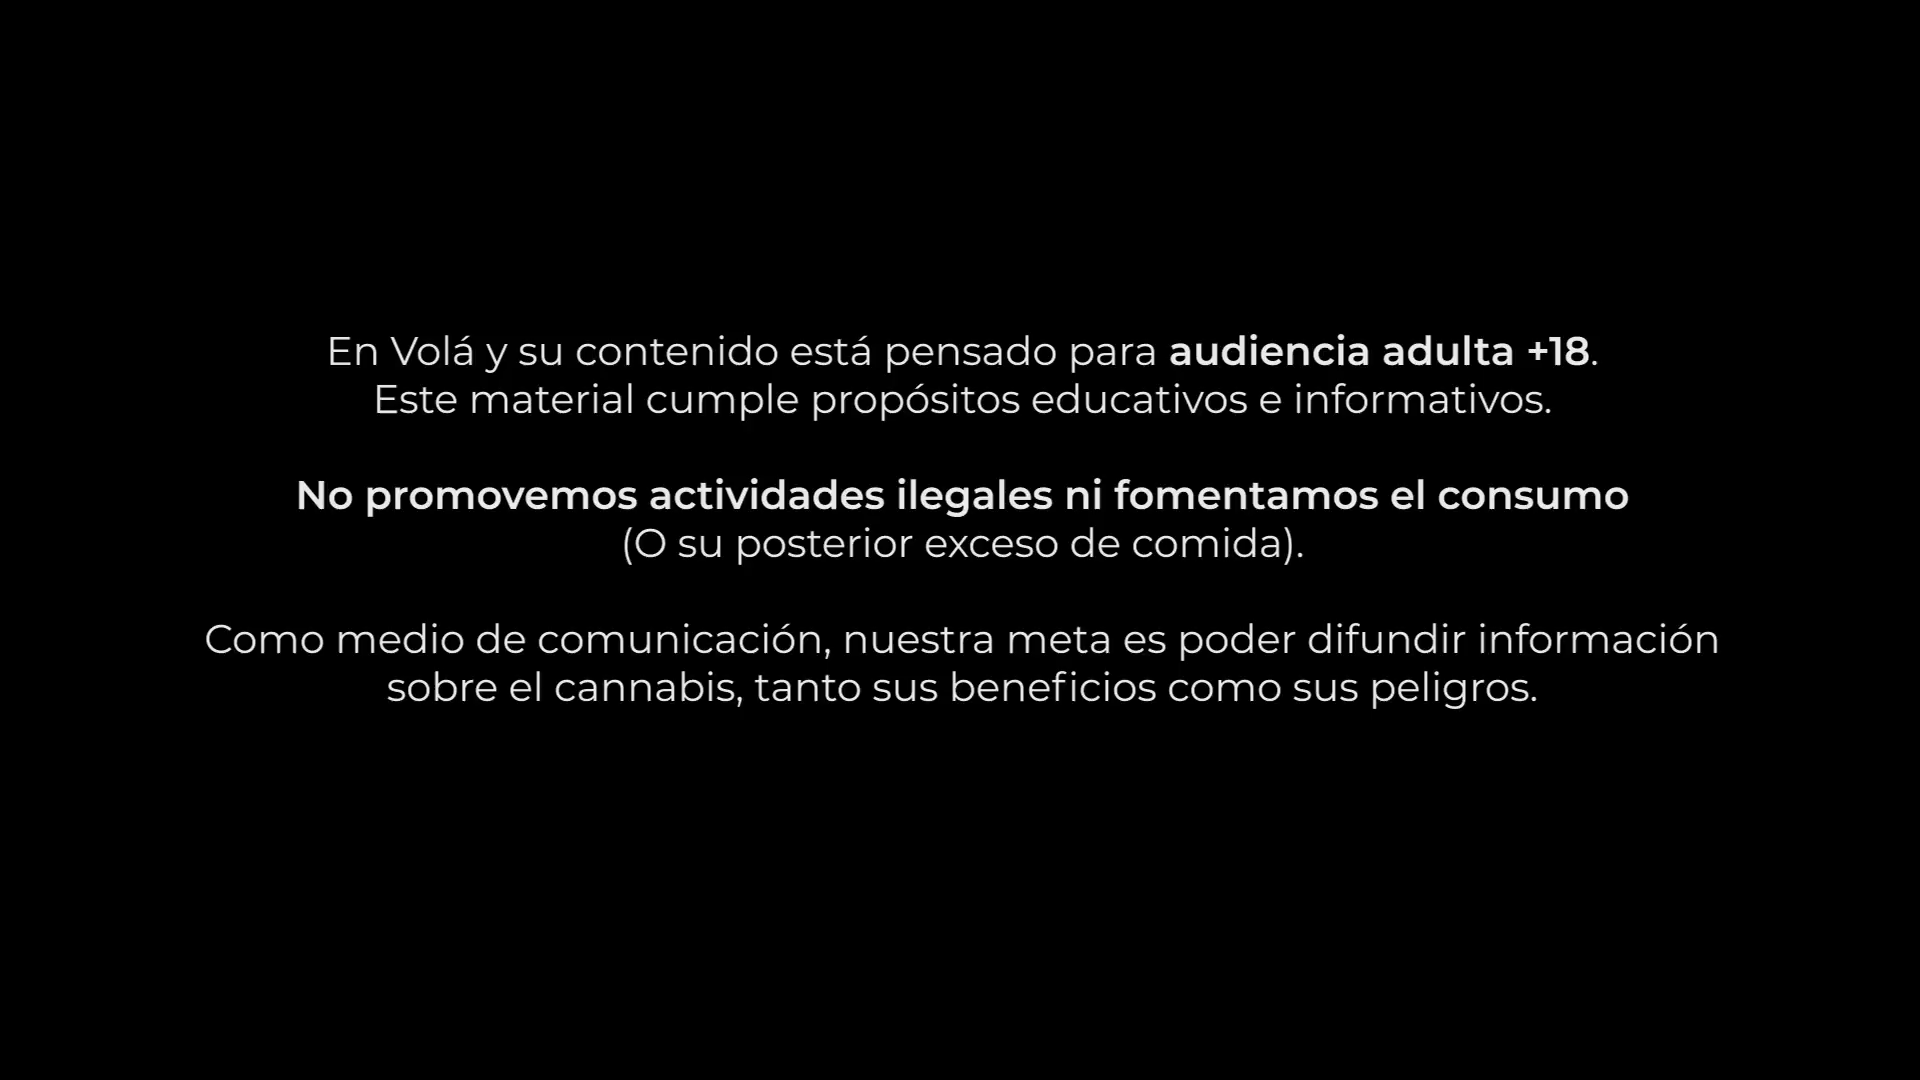 En Volá y su contenido está pensado para audiencia adulta +18.
Este material cumple propósitos educativos e informativos.
No promovemos actividades ilegales ni fomentamos el consumo
(O su posterior exceso de comida).
Como medio de comunicación, nuestra meta es poder difundir información
sobre el cannabis, tanto sus beneficios como sus peligros.